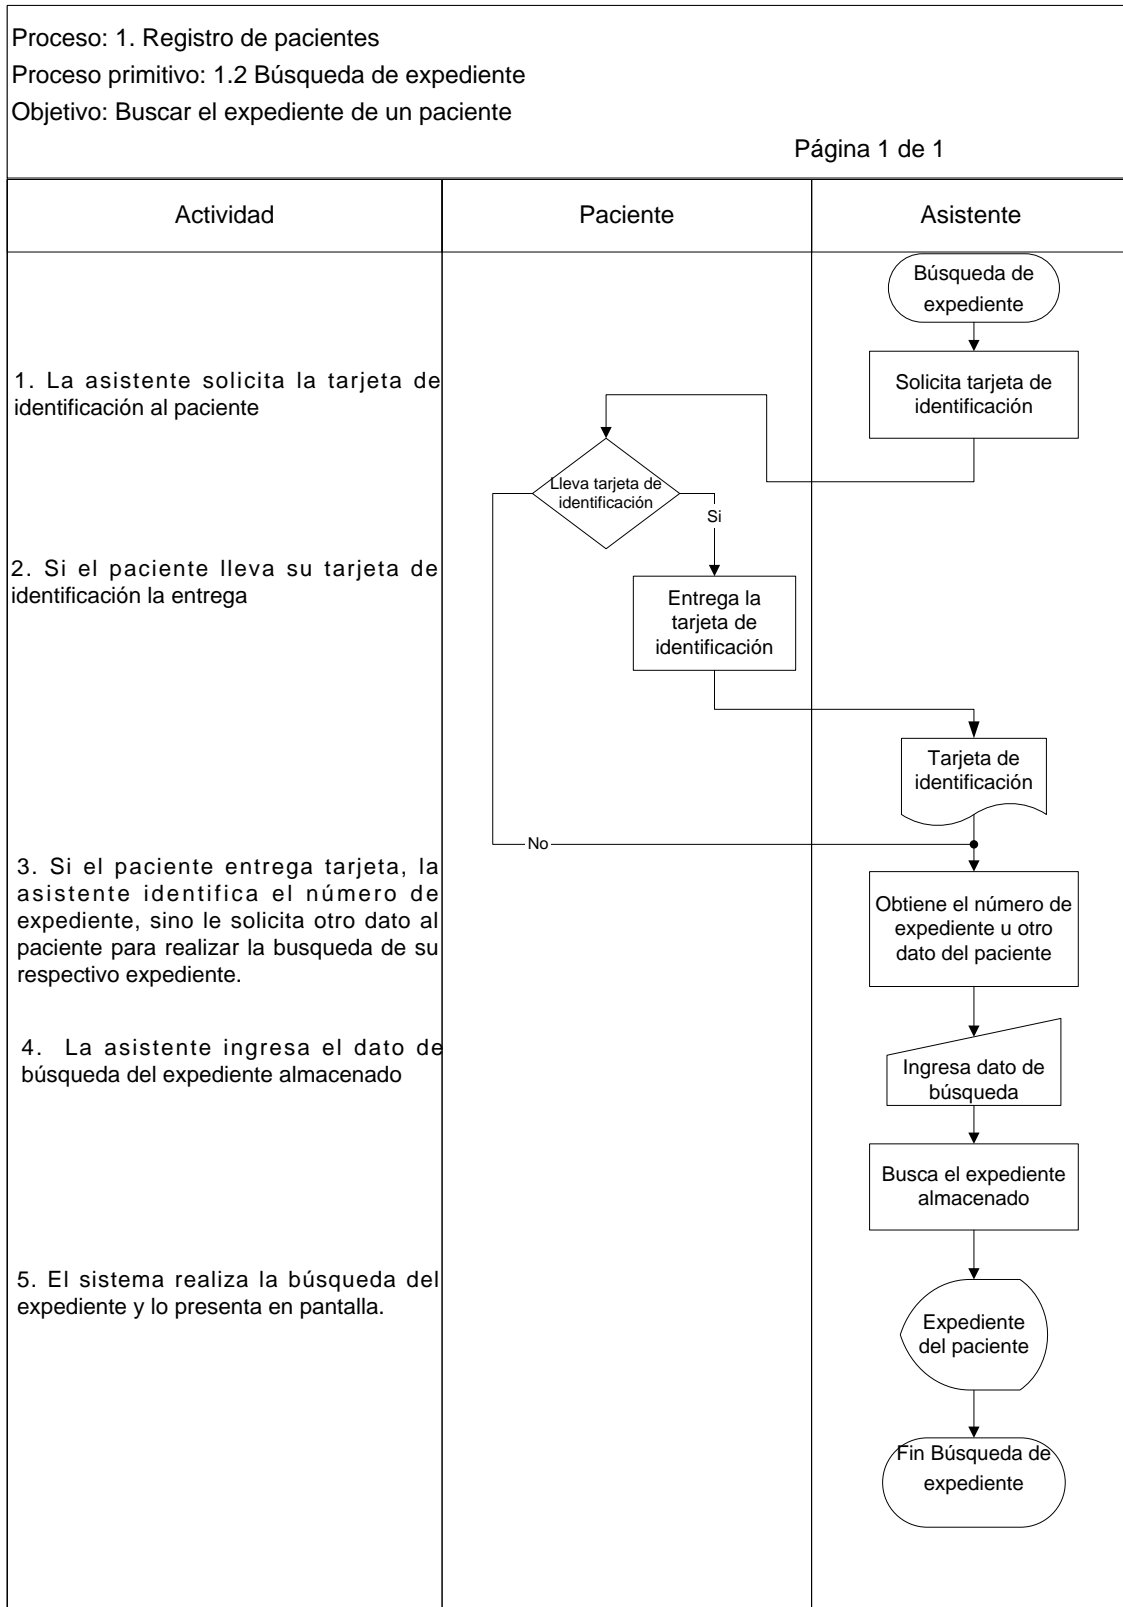 Proceso: 1. Registro de pacientes
Proceso primitivo: 1.2 Búsqueda de expediente
Objetivo: Buscar el expediente de un paciente
Página 1 de 1
Actividad
Paciente
Asistente
Búsqueda de
expediente
1. La asistente solicita la tarjeta de
identificación al paciente
Solicita tarjeta de
identificación
Lleva tarjeta de
identificación
Si
2. Si el paciente lleva su tarjeta de
identificación la entrega
Entrega la
tarjeta de
identificación
Tarjeta de
identificación
No
3. Si el paciente entrega tarjeta, la
asistente identifica el número de
expediente, sino le solicita otro dato al
paciente para realizar la busqueda de su
respectivo expediente.
Obtiene el número de
expediente u otro
dato del paciente
4. La asistente ingresa el dato de
búsqueda del expediente almacenado
Ingresa dato de
búsqueda
Busca el expediente
almacenado
5. El sistema realiza la búsqueda del
expediente y lo presenta en pantalla.
Expediente
del paciente
Fin Búsqueda de
expediente